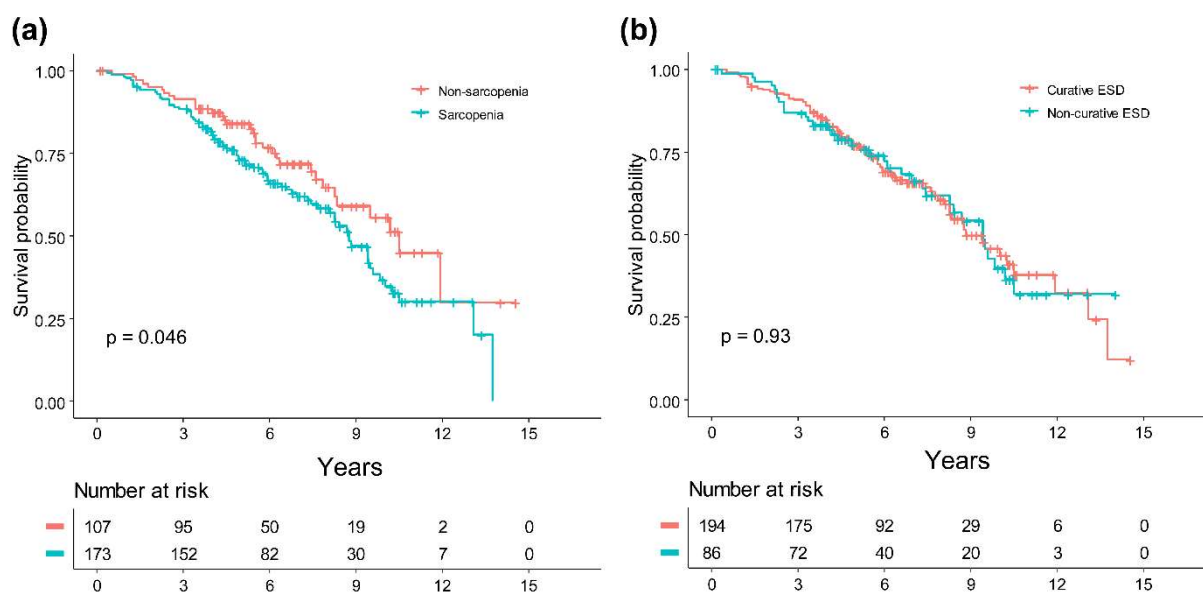 (a)
Survival probability
1.00
0.75
0.50
0.25
0.00
Non-sarcopenia
Sarcopenia
p = 0.046
0 3 6 9 12 15
Years
Number at risk
107 95 50 19 2 0
173 152 82 30 7 0
0 3 6 9 12 15
(b)
Survival probability
1.00
0.75
0.50
0.25
0.00
Curative ESD
Non-curative ESD
p = 0.93
0 3 6 9 12 15
Years
Number at risk
194 175 92 29 6 0
86 72 40 20 3 0
0 3 6 9 12 15